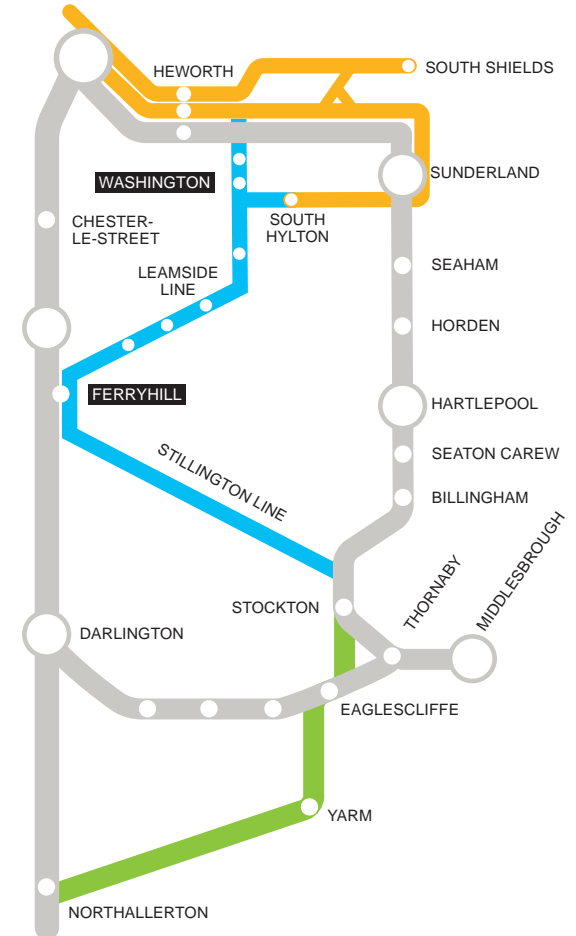 HEWORTH
SOUTH SHIELDS
SUNDERLAND
WASHINGTON
CHESTER-
LE-STREET
SOUTH
HYLTON
LEAMSIDE
LINE
SEAHAM
HORDEN
FERRYHILL
HARTLEPOOL
STILLINGTON LINE
SEATON CAREW
BILLINGHAM
THORNABY
MIDDLESBROUGH
STOCKTON
DARLINGTON
EAGLESCLIFFE
YARM
NORTHALLERTON